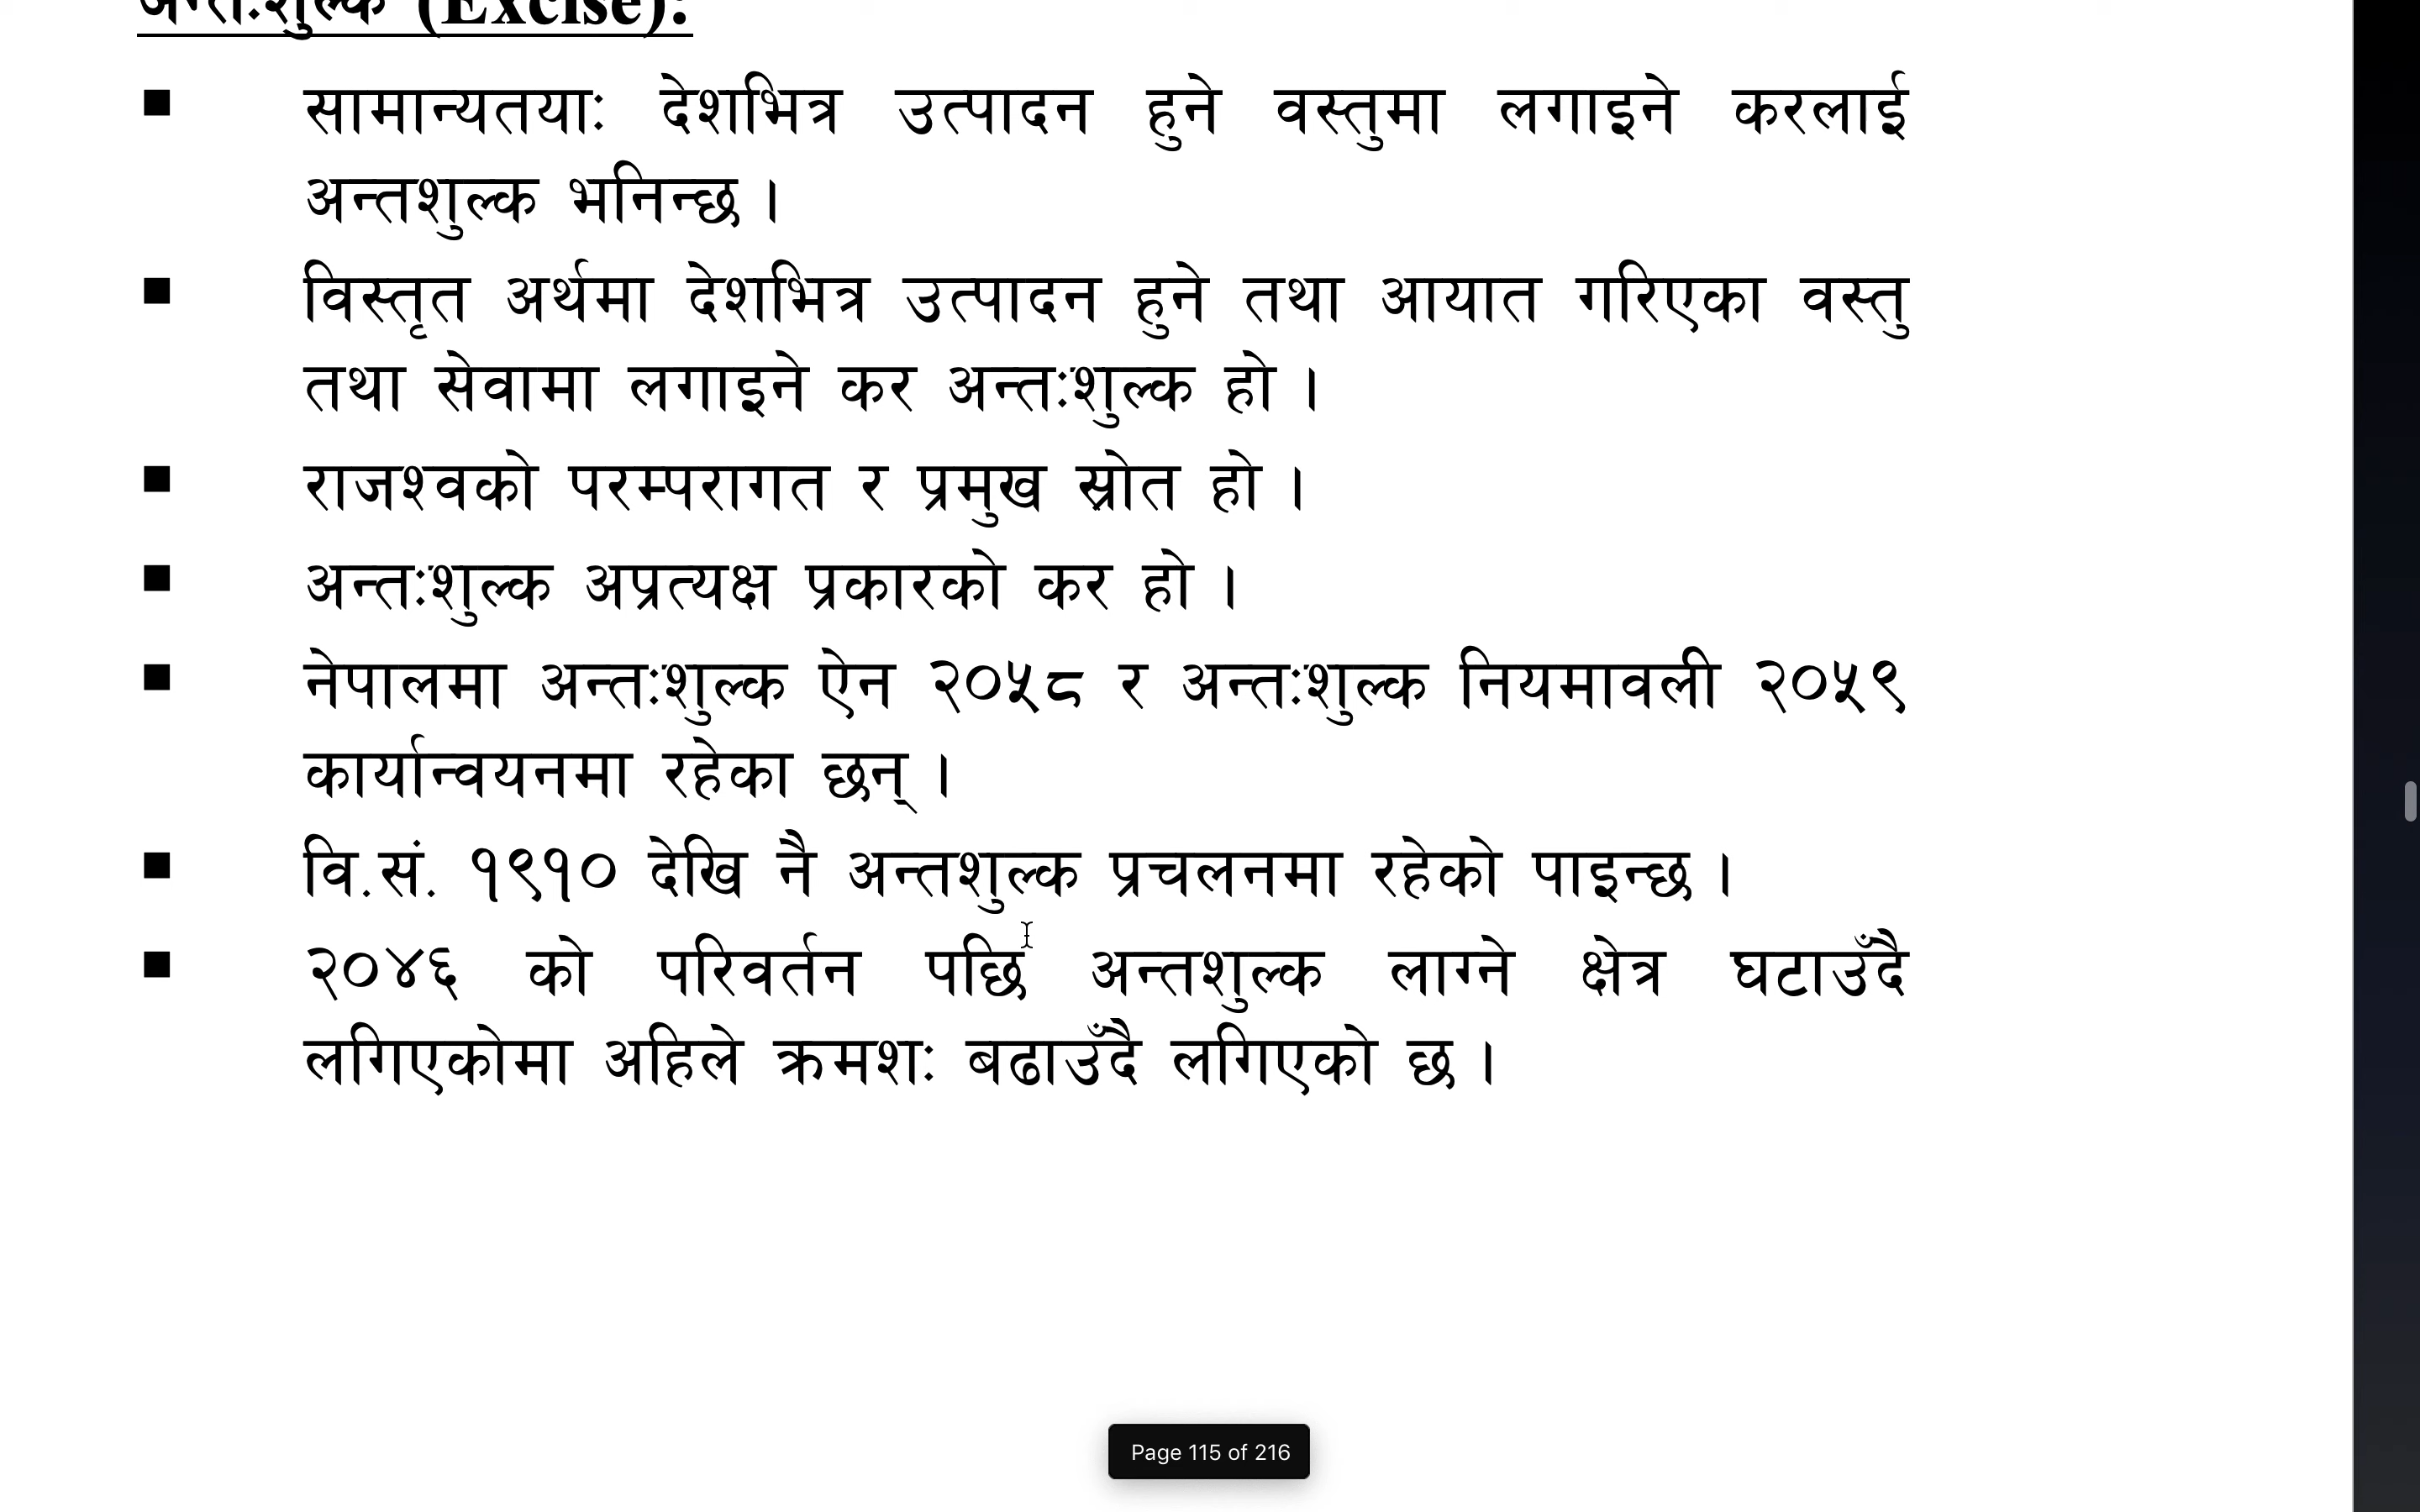 अन्तःशुल्क (Excise):
■ सामान्यतयाः देशभित्र उत्पादन हुने वस्तुमा लगाइने करलाई
अन्तशुल्क भनिन्छ ।
■ विस्तृत अर्थमा देशभित्र उत्पादन हुने तथा आयात गरिएका वस्तु
तथा सेवामा लगाइने कर अन्तःशुल्क हो ।
■ राजश्वको परम्परागत र प्रमुख स्रोत हो ।
■ अन्तःशुल्क अप्रत्यक्ष प्रकारको कर हो ।
■ नेपालमा अन्तःशुल्क ऐन २०५८ र अन्तःशुल्क नियमावली २०५९
कार्यान्वयनमा रहेका छन् ।
■ वि.सं. १९१० देखि नै अन्तशुल्क प्रचलनमा रहेको पाइन्छ ।
■ २०४६ को परिवर्तन पछि अन्तशुल्क लाग्ने क्षेत्र घटाउँदै
लगिएकोमा अहिले क्रमशः बढाउँदै लगिएको छ ।
Page 115 of 216